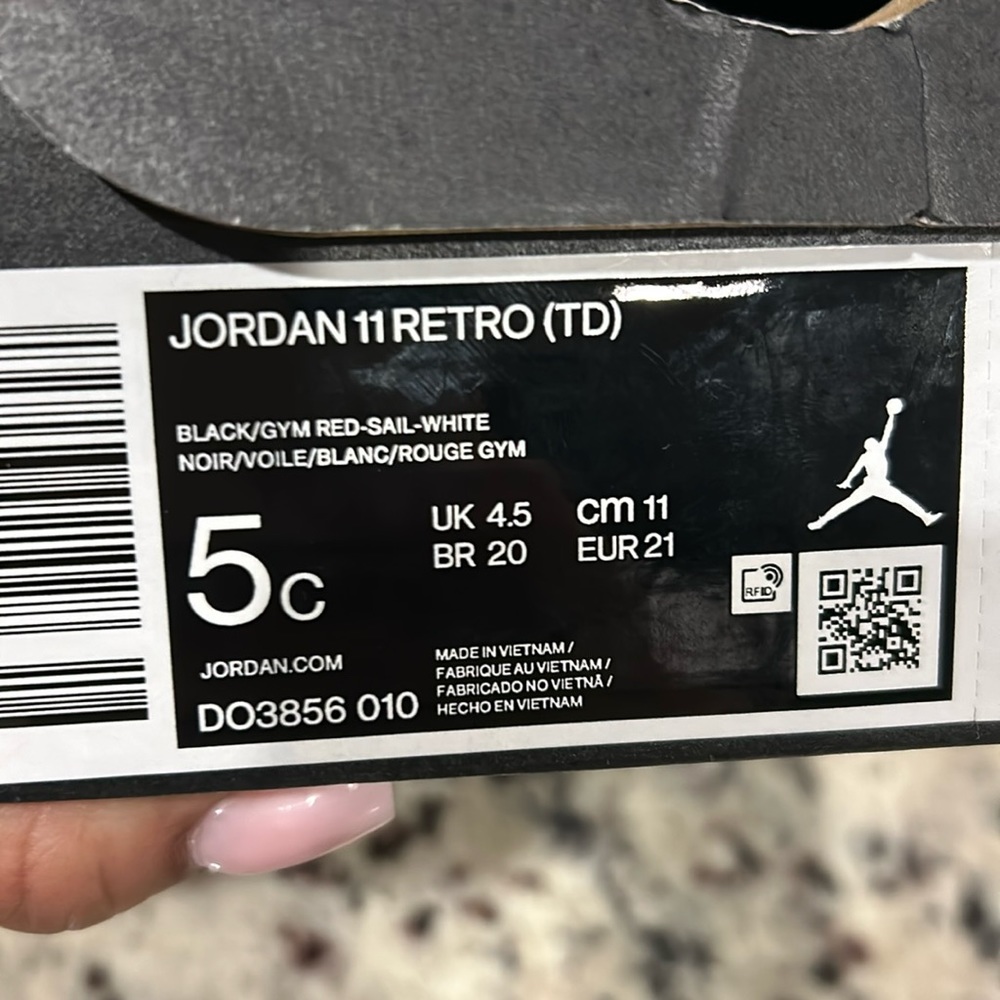 JORDAN 11 RETRO (TD)
BLACK/GYM RED-SAIL-WHITE
NOIR/VOILE/BLANC/ROUGE GYM
5C
UK 4.5
cm 11
BR 20
EUR 21
RFID
JORDAN.COM
DO3856 010
MADE IN VIETNAM /
FABRIQUE AU VIETNAM /
FABRICADO NO VIETNÃ /
HECHO EN VIETNAM